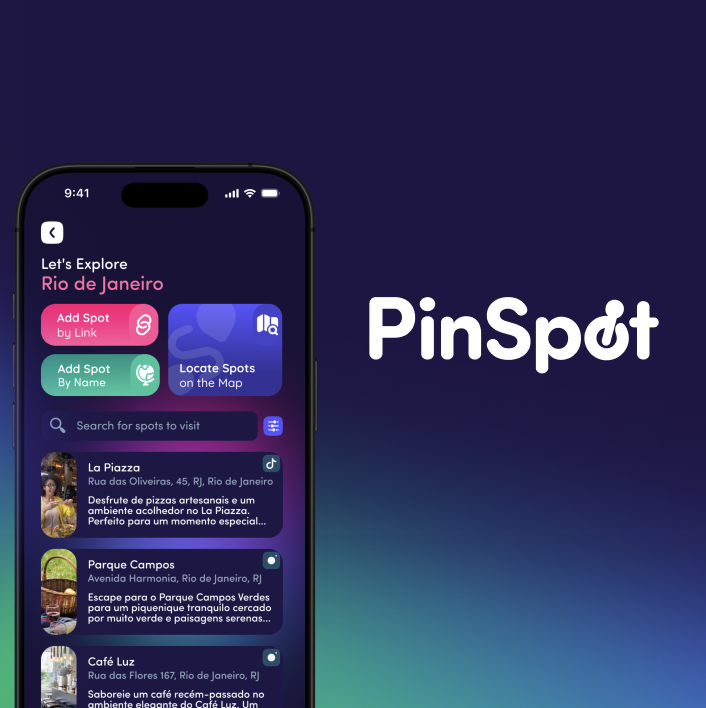 9:41
Let's Explore
Rio de Janeiro
Add Spot
by Link
Add Spot
By Name
Locate Spots
on the Map
Search for spots to visit
La Piazza
Rua das Oliveiras, 45, RJ, Rio de Janeiro
Desfrute de pizzas artesanais e um
ambiente acolhedor no La Piazza.
Perfeito para um momento especial...
Parque Campos
Avenida Harmonia, Rio de Janeiro, RJ
Escape para o Parque Campos Verdes
para um piquenique tranquilo cercado
por muito verde e paisagens serenas...
Café Luz
Rua das Flores 167, Rio de Janeiro, RJ
Saboreie um café recém-passado no
ambiente elegante do Café Luz. Um
PinSpot